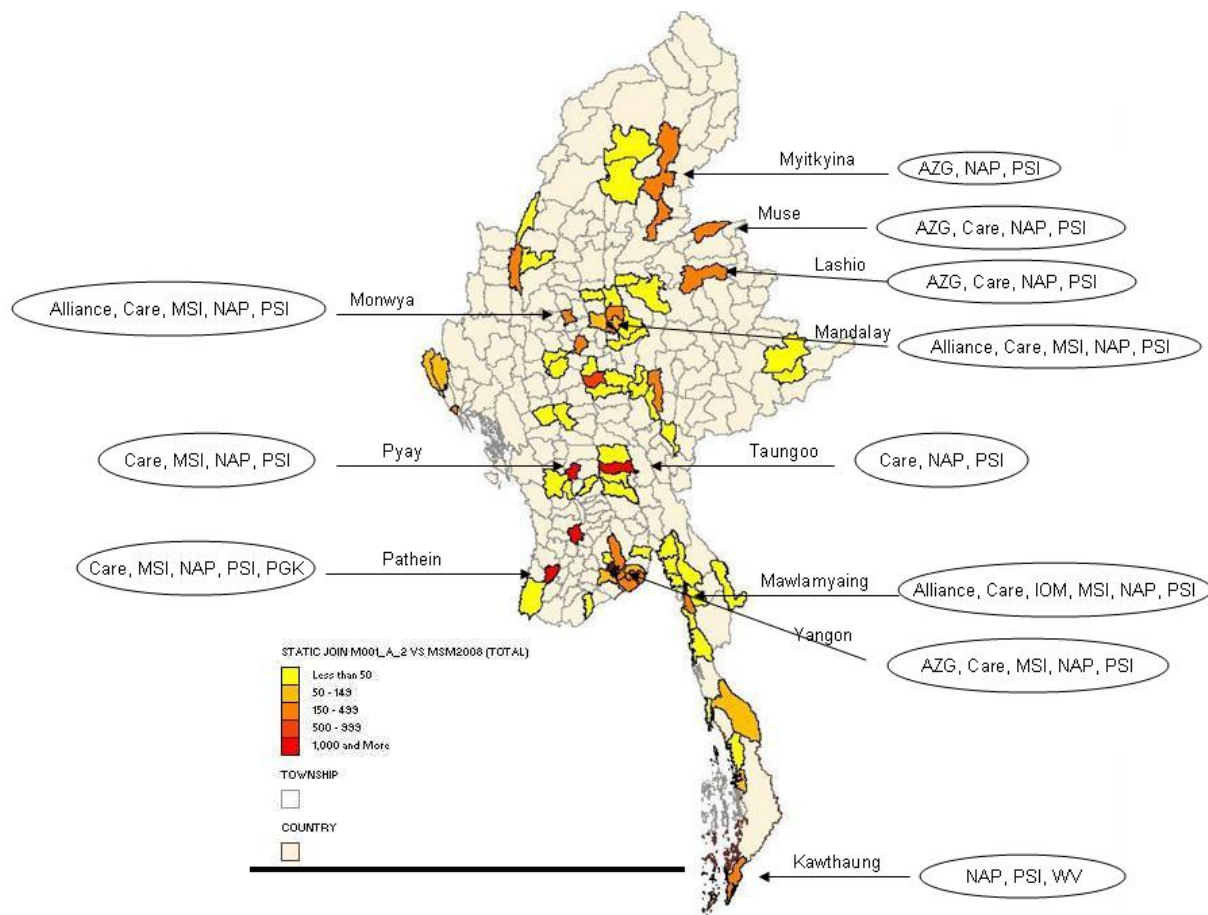 Myitkyina
AZG, NAP, PSI
Muse
AZG, Care, NAP, PSI
Lashio
AZG, Care, NAP, PSI
Alliance, Care, MSI, NAP, PSI
Monwya
Mandalay
Alliance, Care, MSI, NAP, PSI
Care, MSI, NAP, PSI
Pyay
Taungoo
Care, NAP, PSI
Care, MSI, NAP, PSI, PGK
Pathein
Mawlamyaing
Alliance, Care, IOM, MSI, NAP, PSI
Yangon
AZG, Care, MSI, NAP, PSI
STATIC JOIN M001_A_2 VS MSM2008 (TOTAL)
Less than 50
50 - 149
150 - 499
500 - 999
1,000 and More
TOWNSHIP
COUNTRY
Kawthaung
NAP, PSI, WV